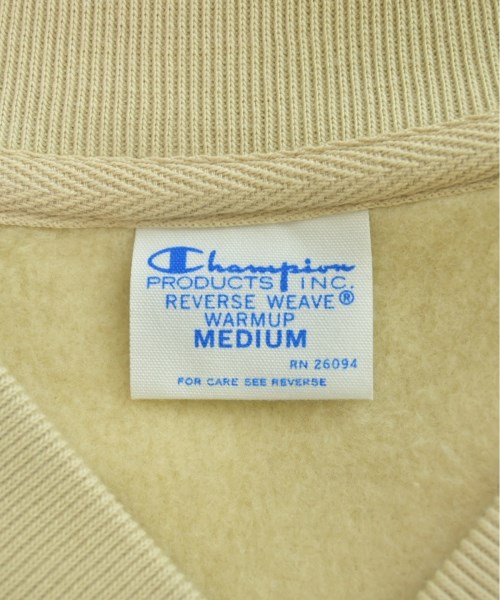 Champion
PRODUCTS INC.
REVERSE WEAVE®
WARMUP
MEDIUM
RN 26094
FOR CARE SEE REVERSE